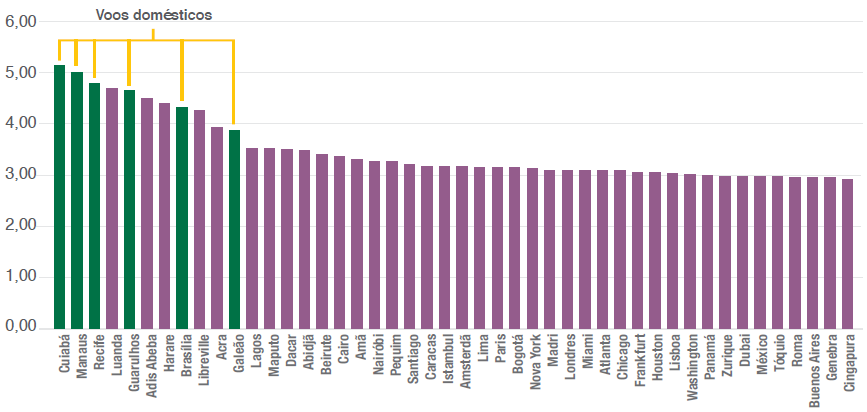 Voos domésticos
6,00
5,00
4,00
3,00
2,00
1,00
0,00
Cuiabá
Manaus
Recife
Luanda
Guarulhos
Adis Abeba
Harare
Brasília
Libreville
Acra
Galeão
Lagos
Maputo
Dacar
Abidjã
Beirute
Cairo
Amã
Nairóbi
Pequim
Santiago
Caracas
Istambul
Amsterdã
Lima
Paris
Bogotá
Nova York
Madri
Londres
Miami
Atlanta
Chicago
Frankfurt
Houston
Lisboa
Washington
Panamá
Zurique
Dubai
México
Tóquio
Roma
Buenos Aires
Genebra
Cingapura